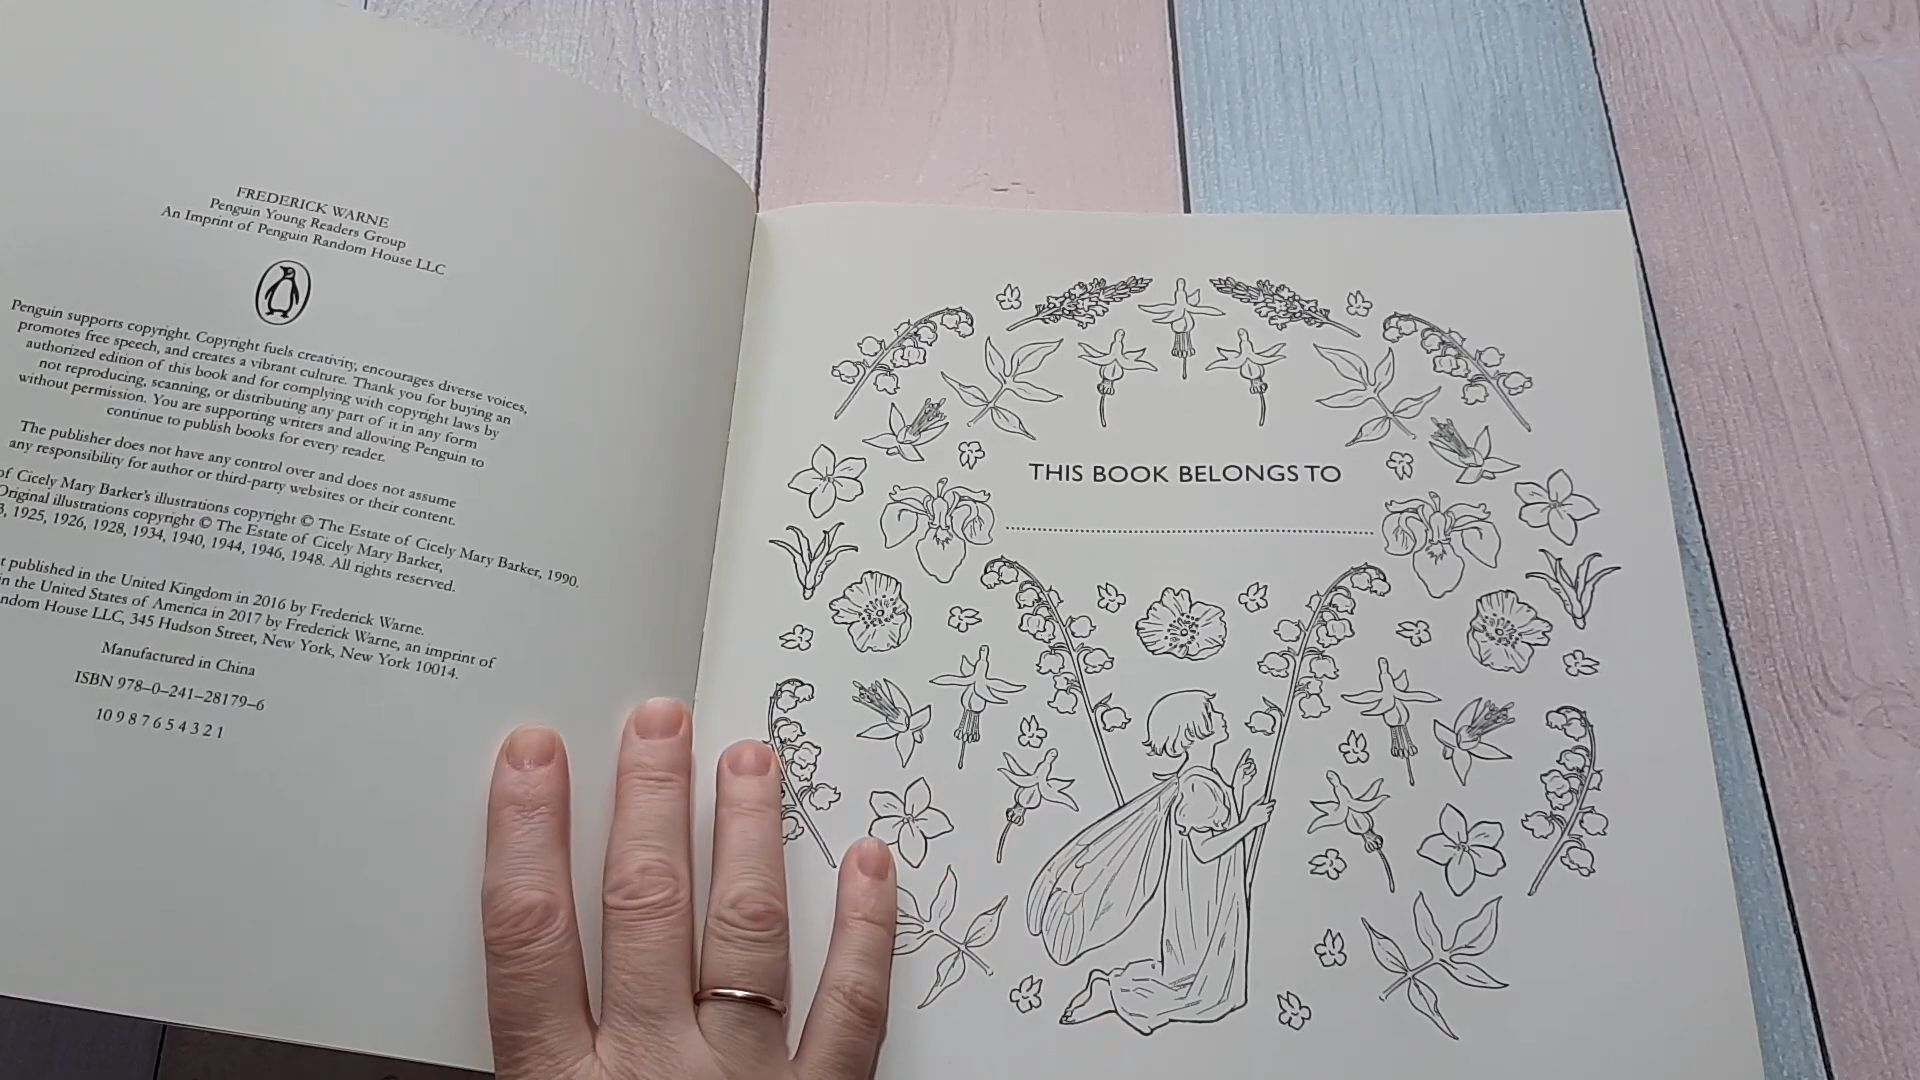 FREDERICK WARNE
Penguin Young Readers Group
An Imprint of Penguin Random House LLC
Penguin supports copyright. Copyright fuels creativity, encourages diverse voices,
promotes free speech, and creates a vibrant culture. Thank you for buying an
authorized edition of this book and for complying with copyright laws by
not reproducing, scanning, or distributing any part of it in any form
without permission. You are supporting writers and allowing Penguin to
continue to publish books for every reader.
The publisher does not have any control over and does not assume
any responsibility for author or third-party websites or their content.
of Cicely Mary Barker's illustrations copyright © The Estate of Cicely Mary Barker, 1990.
Original illustrations copyright © The Estate of Cicely Mary Barker,
1925, 1926, 1928, 1934, 1940, 1944, 1946, 1948. All rights reserved.
published in the United Kingdom in 2016 by Frederick Warne.
in the United States of America in 2017 by Frederick Warne, an imprint of
House LLC, 345 Hudson Street, New York, New York 10014.
Manufactured in China
ISBN 978-0-241-28179-6
10 9 8 7 6 5 4 3 2 1
THIS BOOK BELONGS TO